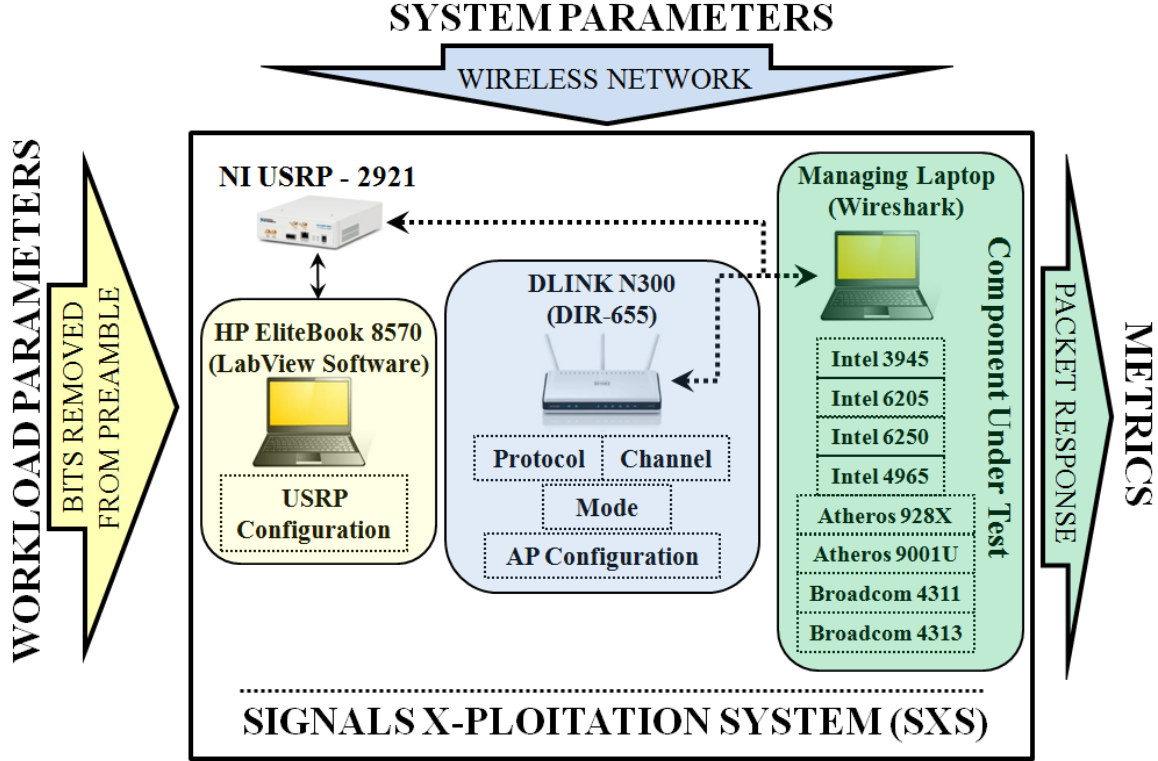 SYSTEM PARAMETERS
WIRELESS NETWORK
WORKLOAD PARAMETERS
BITS REMOVED
FROM PREAMBLE
NI USRP - 2921
HP EliteBook 8570
(LabView Software)
USRP
Configuration
DLINK N300
(DIR-655)
Protocol
Channel
Mode
AP Configuration
Managing Laptop
(Wireshark)
Intel 3945
Intel 6205
Intel 6250
Intel 4965
Atheros 928X
Atheros 9001U
Broadcom 4311
Broadcom 4313
Component Under Test
PACKET RESPONSE
METRICS
SIGNALS X-PLOITATION SYSTEM (SXS)